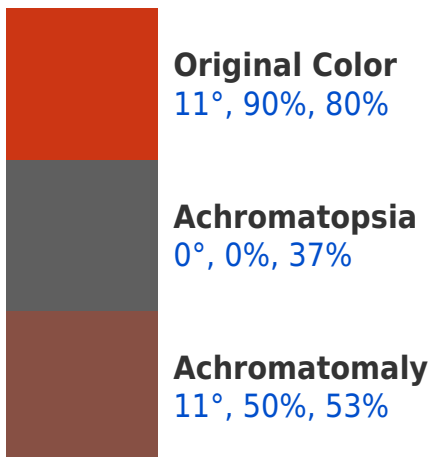 Original Color
11°, 90%, 80%
Achromatopsia
0°, 0%, 37%
Achromatomaly
11°, 50%, 53%